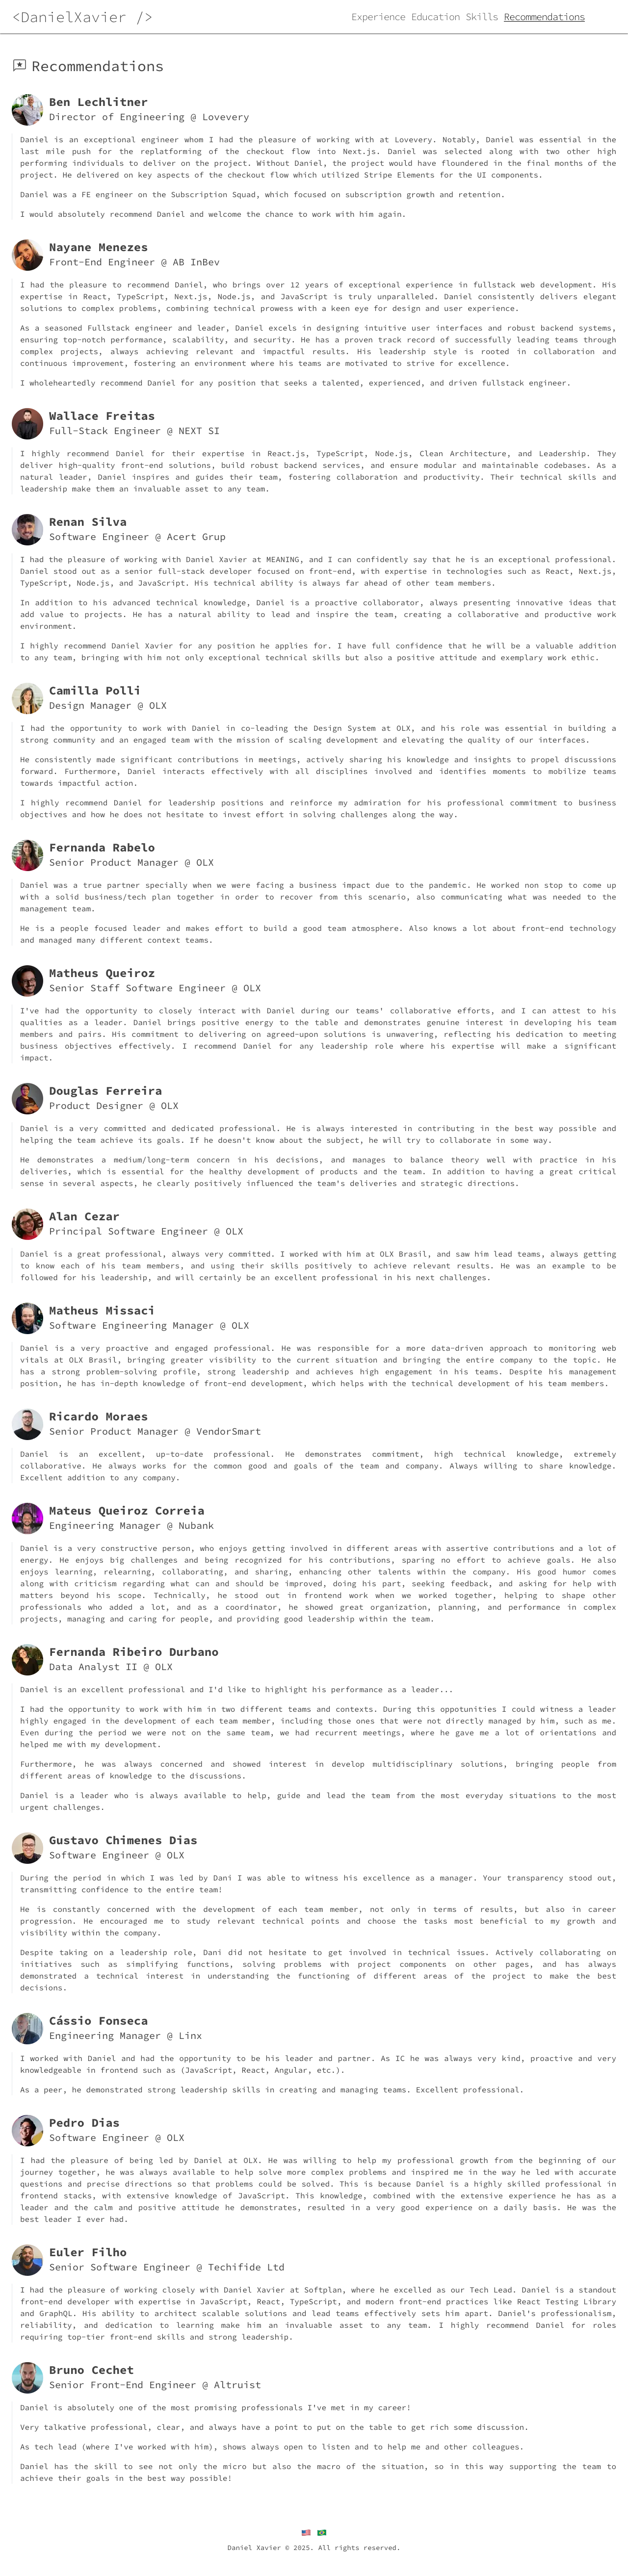 <DanielXavier />
Experience Education Skills Recommendations
Recommendations
Ben Lechlitner
Director of Engineering @ Lovevery
Daniel is an exceptional engineer whom I had the pleasure of working with at Lovevery. Notably, Daniel was essential in the
last mile push for the replatforming of the checkout flow into Next.js. Daniel was selected along with two other high
performing individuals to deliver on the project. Without Daniel, the project would have floundered in the final months of the
project. He delivered on key aspects of the checkout flow which utilized Stripe Elements for the UI components.
Daniel was a FE engineer on the Subscription Squad, which focused on subscription growth and retention.
I would absolutely recommend Daniel and welcome the chance to work with him again.
Nayane Menezes
Front-End Engineer @ AB InBev
I had the pleasure to recommend Daniel, who brings over 12 years of exceptional experience in fullstack web development. His
expertise in React, TypeScript, Next.js, Node.js, and JavaScript is truly unparalleled. Daniel consistently delivers elegant
solutions to complex problems, combining technical prowess with a keen eye for design and user experience.
As a seasoned Fullstack engineer and leader, Daniel excels in designing intuitive user interfaces and robust backend systems,
ensuring top-notch performance, scalability, and security. He has a proven track record of successfully leading teams through
complex projects, always achieving relevant and impactful results. His leadership style is rooted in collaboration and
continuous improvement, fostering an environment where his teams are motivated to strive for excellence.
I wholeheartedly recommend Daniel for any position that seeks a talented, experienced, and driven fullstack engineer.
Wallace Freitas
Full-Stack Engineer @ NEXT SI
I highly recommend Daniel for their expertise in React.js, TypeScript, Node.js, Clean Architecture, and Leadership. They
deliver high-quality front-end solutions, build robust backend services, and ensure modular and maintainable codebases. As a
natural leader, Daniel inspires and guides their team, fostering collaboration and productivity. Their technical skills and
leadership make them an invaluable asset to any team.
Renan Silva
Software Engineer @ Acert Grup
I had the pleasure of working with Daniel Xavier at MEANING, and I can confidently say that he is an exceptional professional.
Daniel stood out as a senior full-stack developer focused on front-end, with expertise in technologies such as React, Next.js,
TypeScript, Node.js, and JavaScript. His technical ability is always far ahead of other team members.
In addition to his advanced technical knowledge, Daniel is a proactive collaborator, always presenting innovative ideas that
add value to projects. He has a natural ability to lead and inspire the team, creating a collaborative and productive work
environment.
I highly recommend Daniel Xavier for any position he applies for. I have full confidence that he will be a valuable addition
to any team, bringing with him not only exceptional technical skills but also a positive attitude and exemplary work ethic.
Camilla Polli
Design Manager @ OLX
I had the opportunity to work with Daniel in co-leading the Design System at OLX, and his role was essential in building a
strong community and an engaged team with the mission of scaling development and elevating the quality of our interfaces.
He consistently made significant contributions in meetings, actively sharing his knowledge and insights to propel discussions
forward. Furthermore, Daniel interacts effectively with all disciplines involved and identifies moments to mobilize teams
towards impactful action.
I highly recommend Daniel for leadership positions and reinforce my admiration for his professional commitment to business
objectives and how he does not hesitate to invest effort in solving challenges along the way.
Fernanda Rabelo
Senior Product Manager @ OLX
Daniel was a true partner specially when we were facing a business impact due to the pandemic. He worked non stop to come up
with a solid business/tech plan together in order to recover from this scenario, also communicating what was needed to the
management team.
He is a people focused leader and makes effort to build a good team atmosphere. Also knows a lot about front-end technology
and managed many different context teams.
Matheus Queiroz
Senior Staff Software Engineer @ OLX
I've had the opportunity to closely interact with Daniel during our teams' collaborative efforts, and I can attest to his
qualities as a leader. Daniel brings positive energy to the table and demonstrates genuine interest in developing his team
members and pairs. His commitment to delivering on agreed-upon solutions is unwavering, reflecting his dedication to meeting
business objectives effectively. I recommend Daniel for any leadership role where his expertise will make a significant
impact.
Douglas Ferreira
Product Designer @ OLX
Daniel is a very committed and dedicated professional. He is always interested in contributing in the best way possible and
helping the team achieve its goals. If he doesn't know about the subject, he will try to collaborate in some way.
He demonstrates a medium/long-term concern in his decisions, and manages to balance theory well with practice in his
deliveries, which is essential for the healthy development of products and the team. In addition to having a great critical
sense in several aspects, he clearly positively influenced the team's deliveries and strategic directions.
Alan Cezar
Principal Software Engineer @ OLX
Daniel is a great professional, always very committed. I worked with him at OLX Brasil, and saw him lead teams, always getting
to know each of his team members, and using their skills positively to achieve relevant results. He was an example to be
followed for his leadership, and will certainly be an excellent professional in his next challenges.
Matheus Missaci
Software Engineering Manager @ OLX
Daniel is a very proactive and engaged professional. He was responsible for a more data-driven approach to monitoring web
vitals at OLX Brasil, bringing greater visibility to the current situation and bringing the entire company to the topic. He
has a strong problem-solving profile, strong leadership and achieves high engagement in his teams. Despite his management
position, he has in-depth knowledge of front-end development, which helps with the technical development of his team members.
Ricardo Moraes
Senior Product Manager @ VendorSmart
Daniel is an excellent, up-to-date professional. He demonstrates commitment, high technical knowledge, extremely
collaborative. He always works for the common good and goals of the team and company. Always willing to share knowledge.
Excellent addition to any company.
Mateus Queiroz Correia
Engineering Manager @ Nubank
Daniel is a very constructive person, who enjoys getting involved in different areas with assertive contributions and a lot of
energy. He enjoys big challenges and being recognized for his contributions, sparing no effort to achieve goals. He also
enjoys learning, relearning, collaborating, and sharing, enhancing other talents within the company. His good humor comes
along with criticism regarding what can and should be improved, doing his part, seeking feedback, and asking for help with
matters beyond his scope. Technically, he stood out in frontend work when we worked together, helping to shape other
professionals who added a lot, and as a coordinator, he showed great organization, planning, and performance in complex
projects, managing and caring for people, and providing good leadership within the team.
Fernanda Ribeiro Durbano
Data Analyst II @ OLX
Daniel is an excellent professional and I'd like to highlight his performance as a leader...
I had the opportunity to work with him in two different teams and contexts. During this oppotunities I could witness a leader
highly engaged in the development of each team member, including those ones that were not directly managed by him, such as me.
Even during the period we were not on the same team, we had recurrent meetings, where he gave me a lot of orientations and
helped me with my development.
Furthermore, he was always concerned and showed interest in develop multidisciplinary solutions, bringing people from
different areas of knowledge to the discussions.
Daniel is a leader who is always available to help, guide and lead the team from the most everyday situations to the most
urgent challenges.
Gustavo Chimenes Dias
Software Engineer @ OLX
During the period in which I was led by Dani I was able to witness his excellence as a manager. Your transparency stood out,
transmitting confidence to the entire team!
He is constantly concerned with the development of each team member, not only in terms of results, but also in career
progression. He encouraged me to study relevant technical points and choose the tasks most beneficial to my growth and
visibility within the company.
Despite taking on a leadership role, Dani did not hesitate to get involved in technical issues. Actively collaborating on
initiatives such as simplifying functions, solving problems with project components on other pages, and has always
demonstrated a technical interest in understanding the functioning of different areas of the project to make the best
decisions.
Cássio Fonseca
Engineering Manager @ Linx
I worked with Daniel and had the opportunity to be his leader and partner. As IC he was always very kind, proactive and very
knowledgeable in frontend such as (JavaScript, React, Angular, etc.).
As a peer, he demonstrated strong leadership skills in creating and managing teams. Excellent professional.
Pedro Dias
Software Engineer @ OLX
I had the pleasure of being led by Daniel at OLX. He was willing to help my professional growth from the beginning of our
journey together, he was always available to help solve more complex problems and inspired me in the way he led with accurate
questions and precise directions so that problems could be solved. This is because Daniel is a highly skilled professional in
frontend stacks, with extensive knowledge of JavaScript. This knowledge, combined with the extensive experience he has as a
leader and the calm and positive attitude he demonstrates, resulted in a very good experience on a daily basis. He was the
best leader I ever had.
Euler Filho
Senior Software Engineer @ Techifide Ltd
I had the pleasure of working closely with Daniel Xavier at Softplan, where he excelled as our Tech Lead. Daniel is a standout
front-end developer with expertise in JavaScript, React, TypeScript, and modern front-end practices like React Testing Library
and GraphQL. His ability to architect scalable solutions and lead teams effectively sets him apart. Daniel's professionalism,
reliability, and dedication to learning make him an invaluable asset to any team. I highly recommend Daniel for roles
requiring top-tier front-end skills and strong leadership.
Bruno Cechet
Senior Front-End Engineer @ Altruist
Daniel is absolutely one of the most promising professionals I've met in my career!
Very talkative professional, clear, and always have a point to put on the table to get rich some discussion.
As tech lead (where I've worked with him), shows always open to listen and to help me and other colleagues.
Daniel has the skill to see not only the micro but also the macro of the situation, so in this way supporting the team to
achieve their goals in the best way possible!
Daniel Xavier © 2025. All rights reserved.